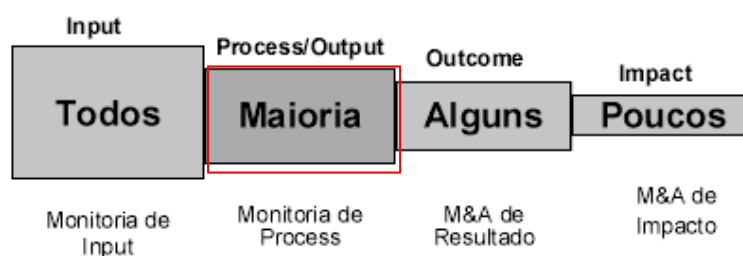 Input
Process/Output
Outcome
Impact
Todos
Maioria
Alguns
Poucos
Monitoria de
Input
Monitoria de
Process
M&A de
Resultado
M&A de
Impacto